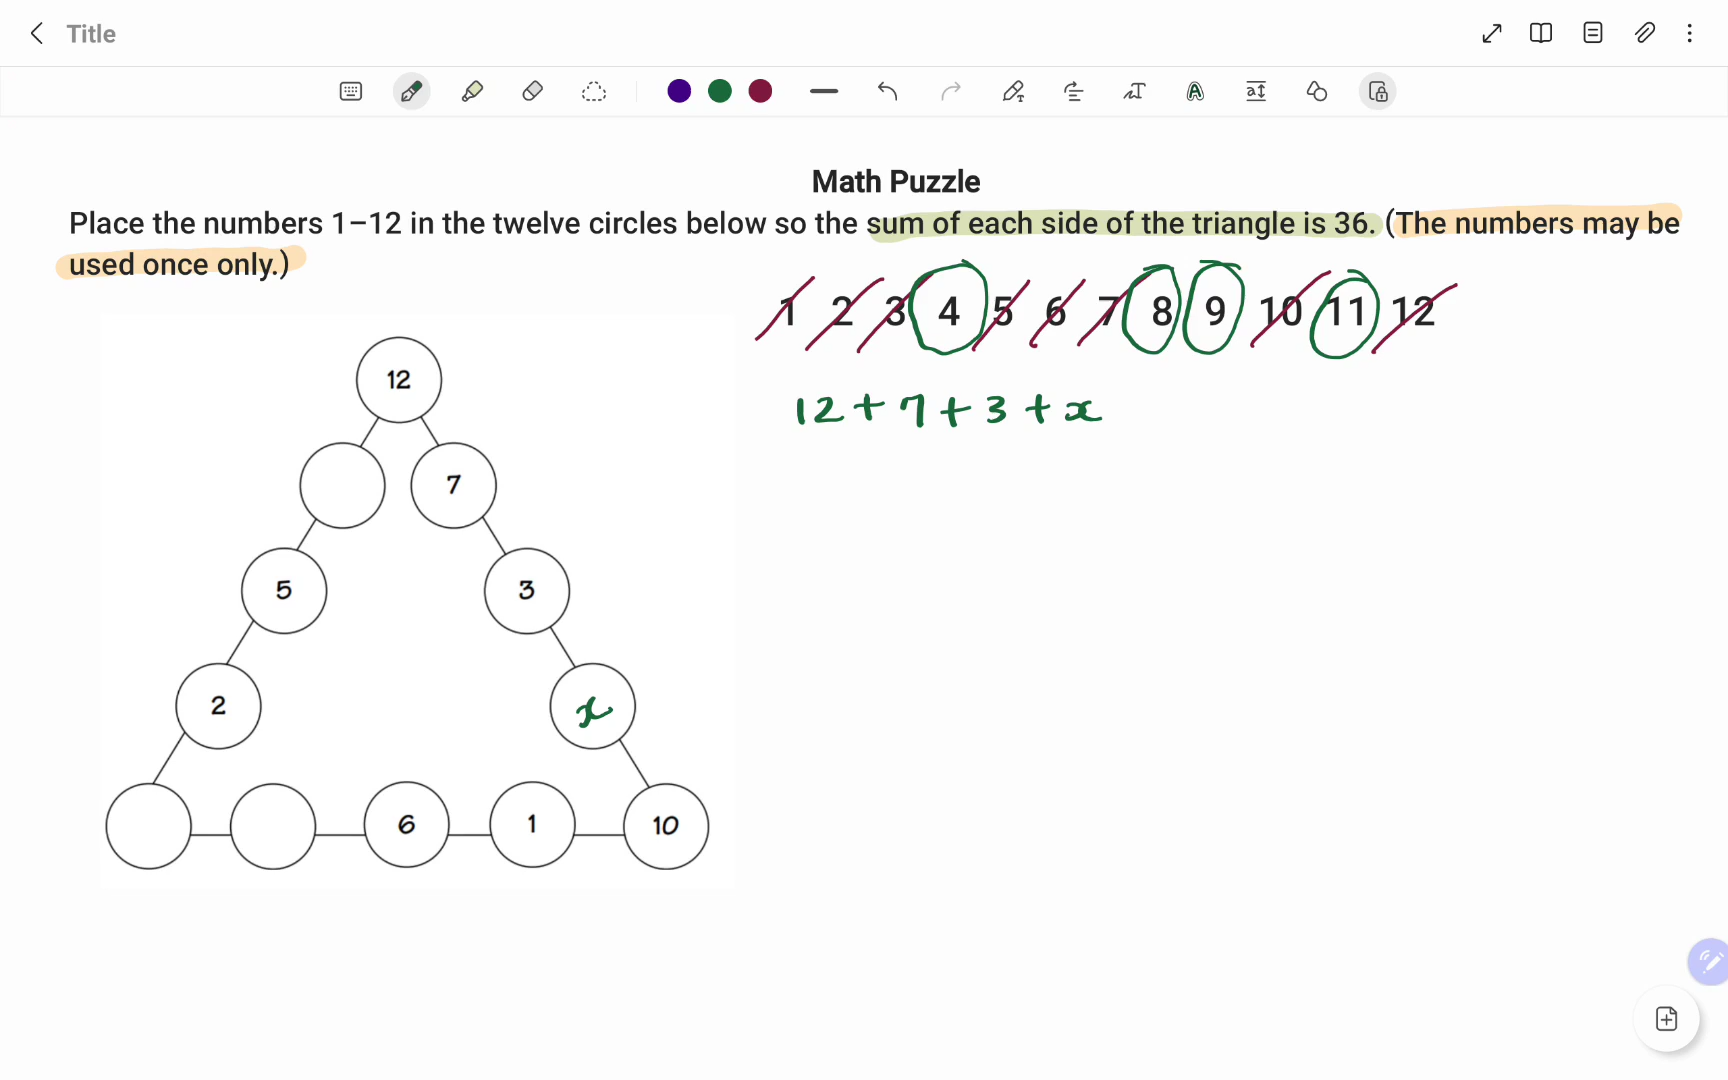 Title
Math Puzzle
Place the numbers 1–12 in the twelve circles below so the sum of each side of the triangle is 36. (The numbers may be
used once only.)
1 2 3 4 5 6 7 8 9 10 11 12
12 + 7 + 3 + x
12
7
5 3
2 x
6 1 10